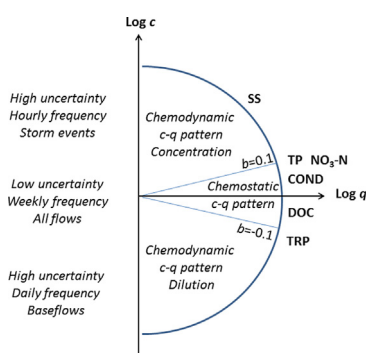 Log c
High uncertainty
Hourly frequency
Storm events
SS
Chemodynamic
c-q pattern
Concentration
b=0.1
TP NO₃-N
COND
Low uncertainty
Weekly frequency
All flows
Chemostatic
c-q pattern
Log q
DOC
b=-0.1
TRP
High uncertainty
Daily frequency
Baseflows
Chemodynamic
c-q pattern
Dilution